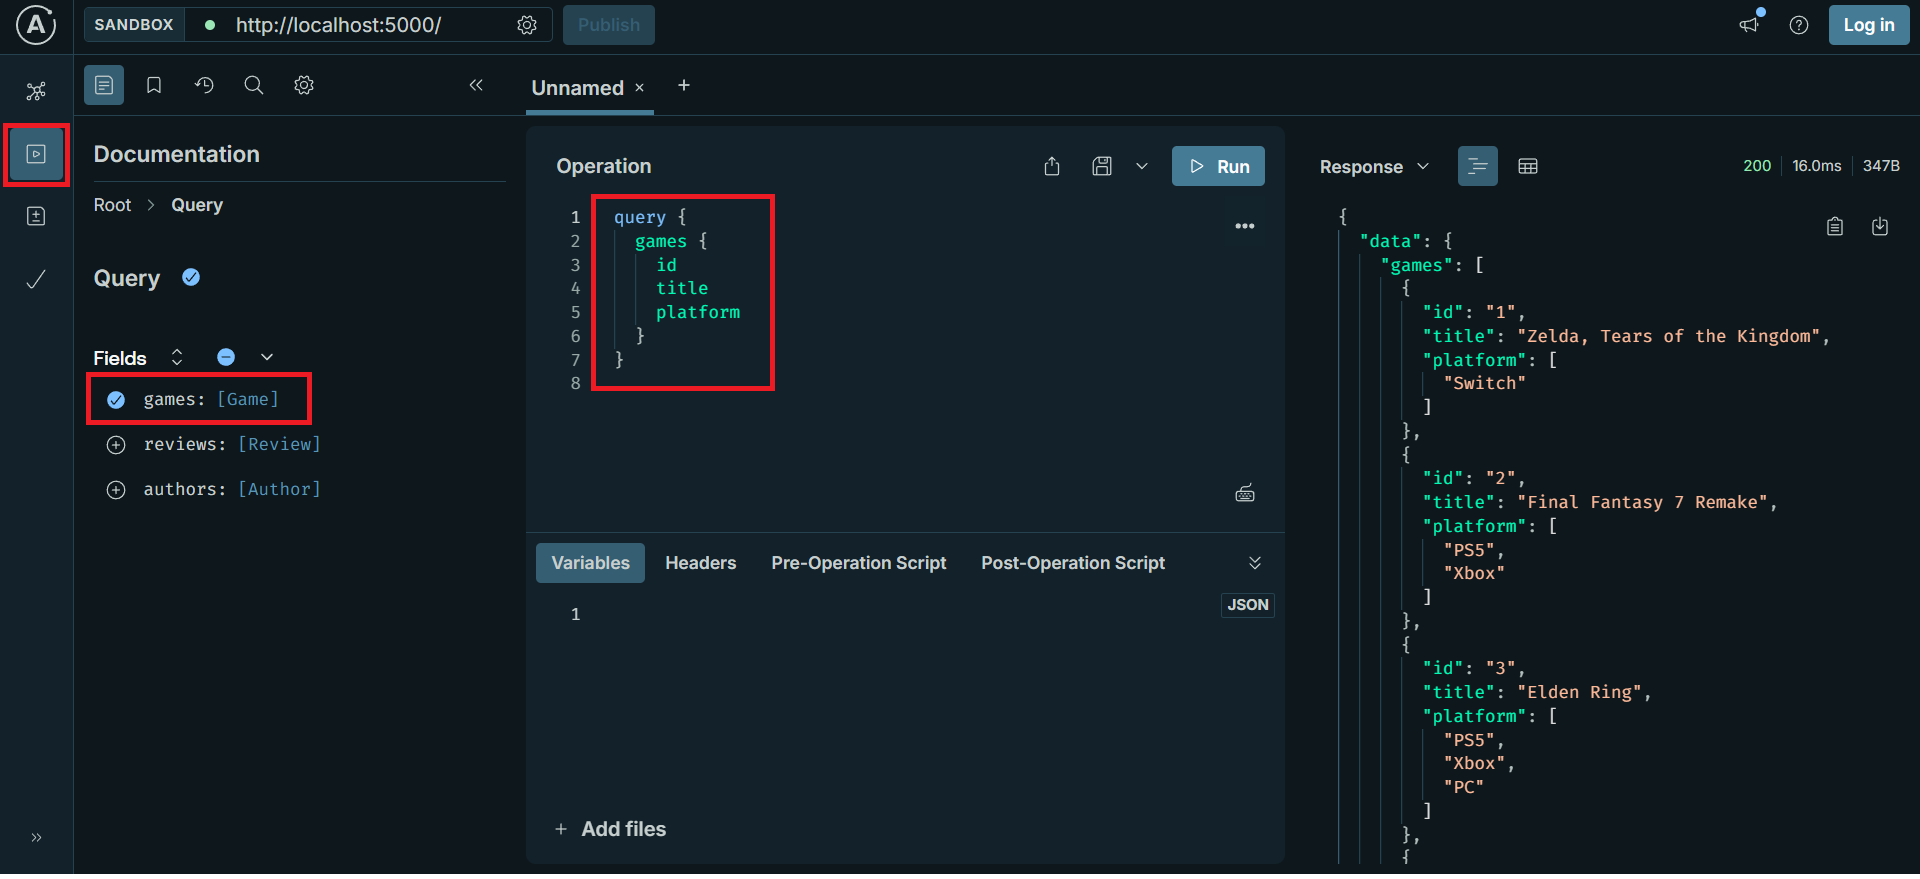 SANDBOX http://localhost:5000/ Publish Log in
Unnamed × +
Documentation
Root > Query
Query
Fields
games: [Game]
reviews: [Review]
authors: [Author]
Operation
Run
1 query {
2 games {
3 id
4 title
5 platform
6 }
7 }
8
Variables Headers Pre-Operation Script Post-Operation Script
1
JSON
+ Add files
Response 200 16.0ms 347B
{
"data": {
"games": [
{
"id": "1",
"title": "Zelda, Tears of the Kingdom",
"platform": [
"Switch"
]
},
{
"id": "2",
"title": "Final Fantasy 7 Remake",
"platform": [
"PS5",
"Xbox"
]
},
{
"id": "3",
"title": "Elden Ring",
"platform": [
"PS5",
"Xbox",
"PC"
]
},
{